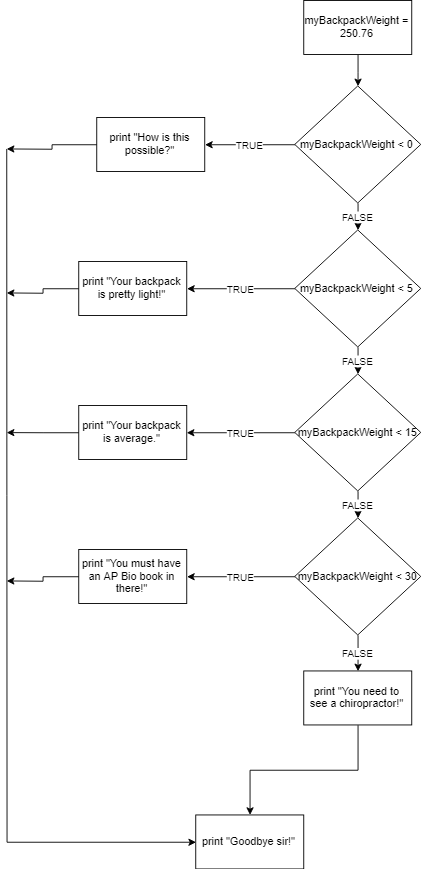 myBackpackWeight =
250.76
print "How is this
possible?"
TRUE
myBackpackWeight < 0
FALSE
print "Your backpack
is pretty light!"
TRUE
myBackpackWeight < 5
FALSE
print "Your backpack
is average."
TRUE
myBackpackWeight < 15
FALSE
print "You must have
an AP Bio book in
there!"
TRUE
myBackpackWeight < 30
FALSE
print "You need to
see a chiropractor!"
print "Goodbye sir!"